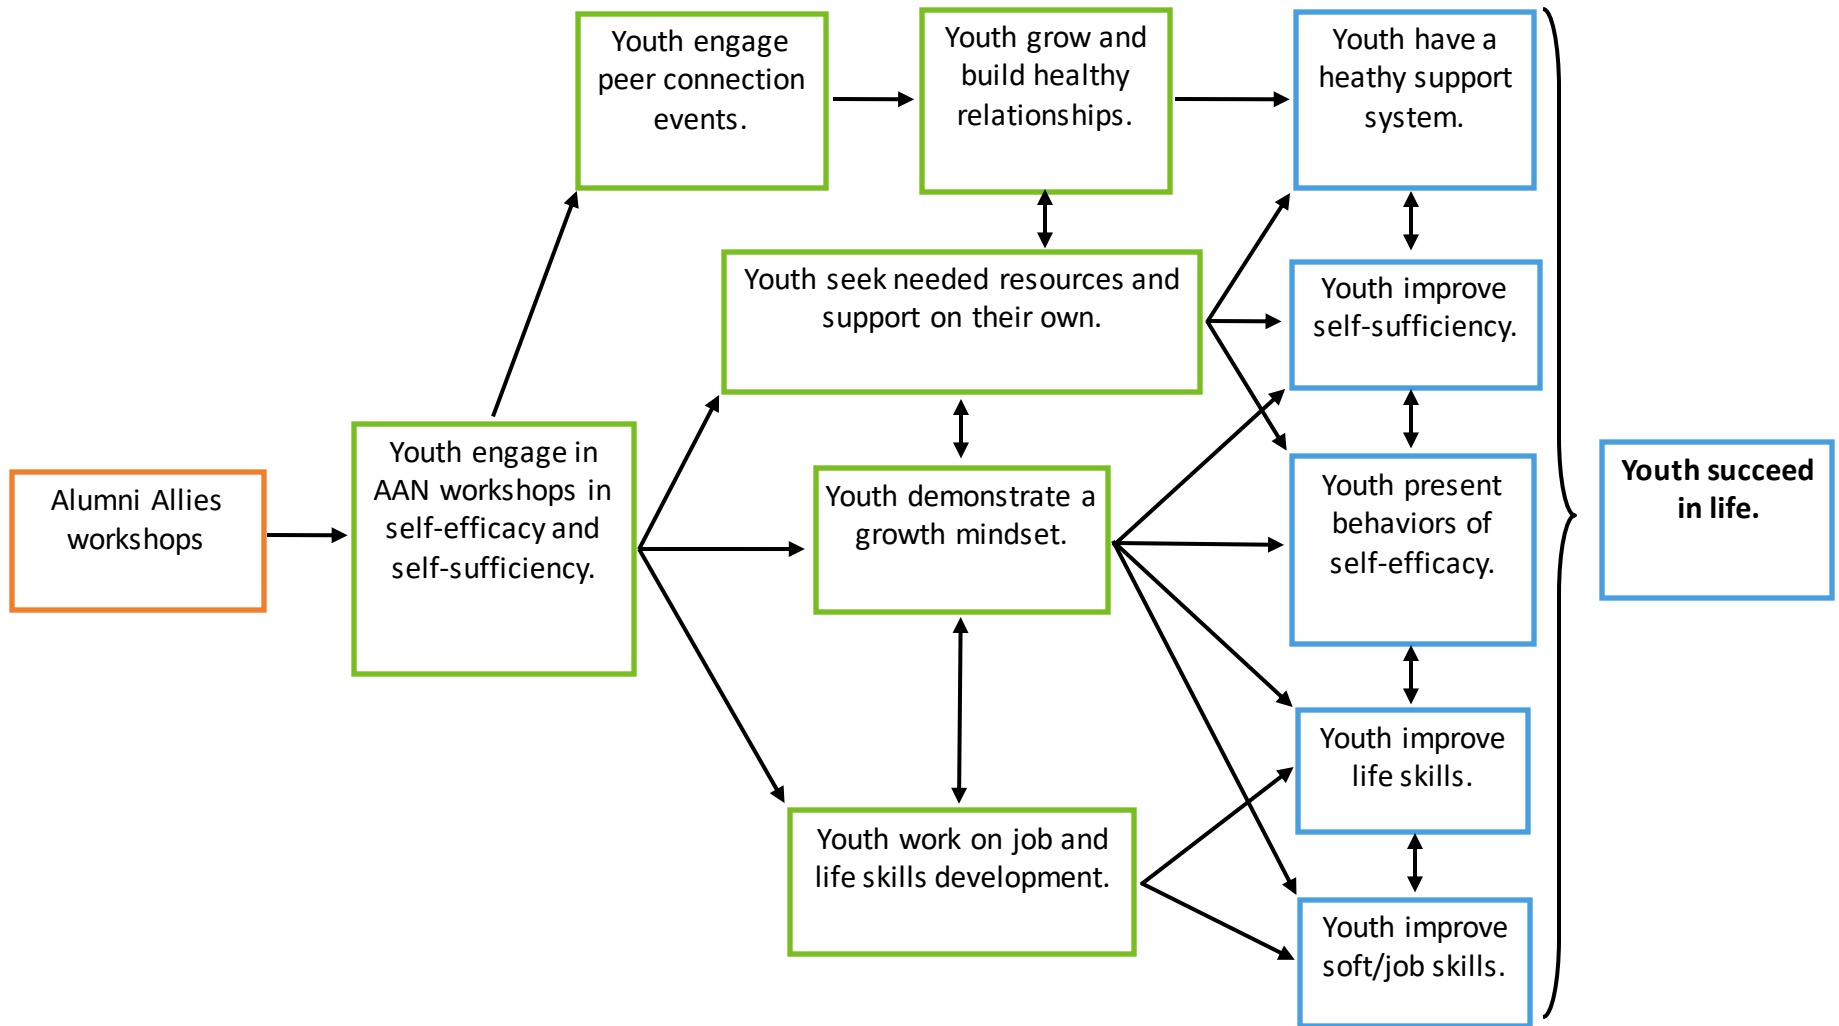 Youth engage
peer connection
events.
Youth grow and
build healthy
relationships.
Youth have a
heathy support
system.
Youth seek needed resources and
support on their own.
Youth improve
self-sufficiency.
Alumni Allies
workshops
Youth engage in
AAN workshops in
self-efficacy and
self-sufficiency.
Youth demonstrate a
growth mindset.
Youth present
behaviors of
self-efficacy.
Youth succeed
in life.
Youth improve
life skills.
Youth work on job and
life skills development.
Youth improve
soft/job skills.